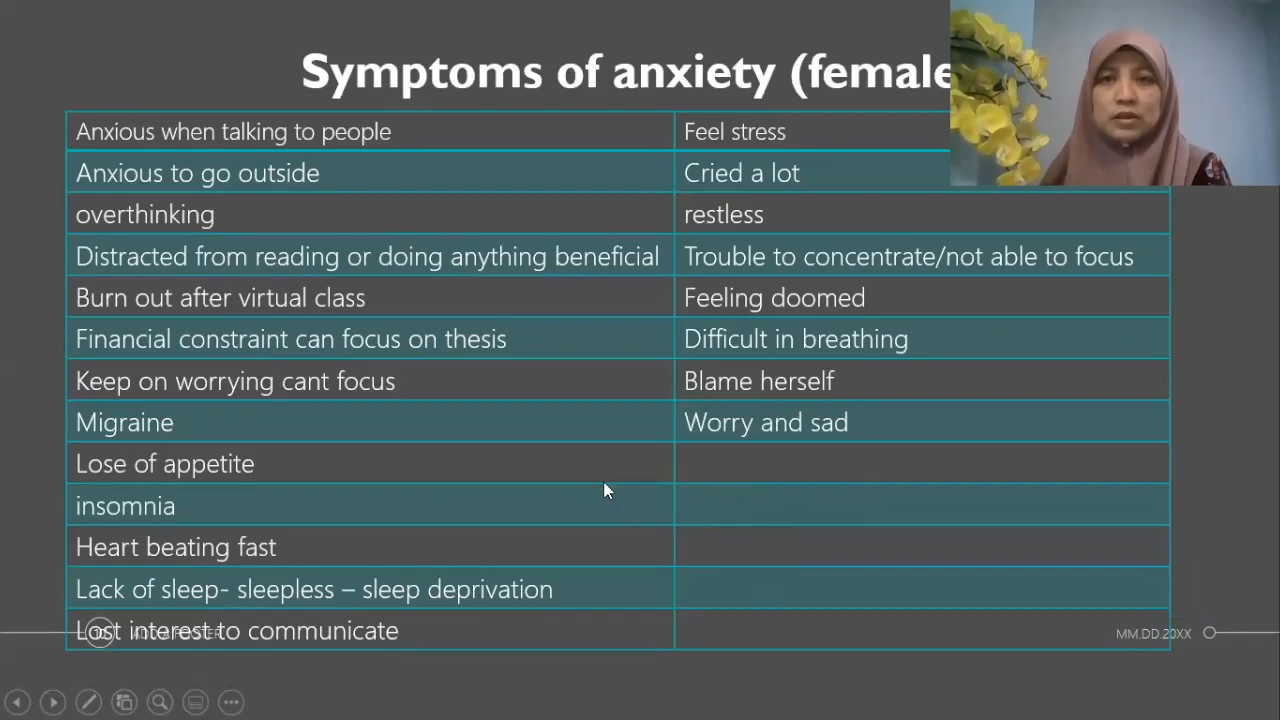 Symptoms of anxiety (female
Anxious when talking to people
Feel stress
Anxious to go outside
Cried a lot
overthinking
restless
Distracted from reading or doing anything beneficial
Trouble to concentrate/not able to focus
Burn out after virtual class
Feeling doomed
Financial constraint can focus on thesis
Difficult in breathing
Keep on worrying cant focus
Blame herself
Migraine
Worry and sad
Lose of appetite
insomnia
Heart beating fast
Lack of sleep- sleepless – sleep deprivation
Lost interest to communicate
MM.DD.20XX